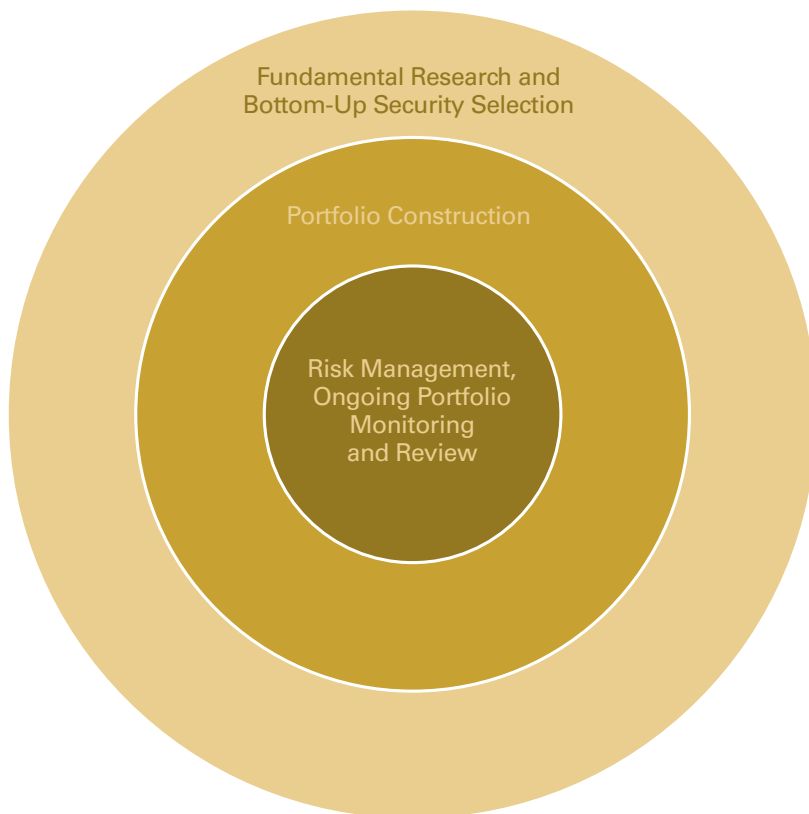 Fundamental Research and
Bottom-Up Security Selection
Portfolio Construction
Risk Management,
Ongoing Portfolio
Monitoring
and Review